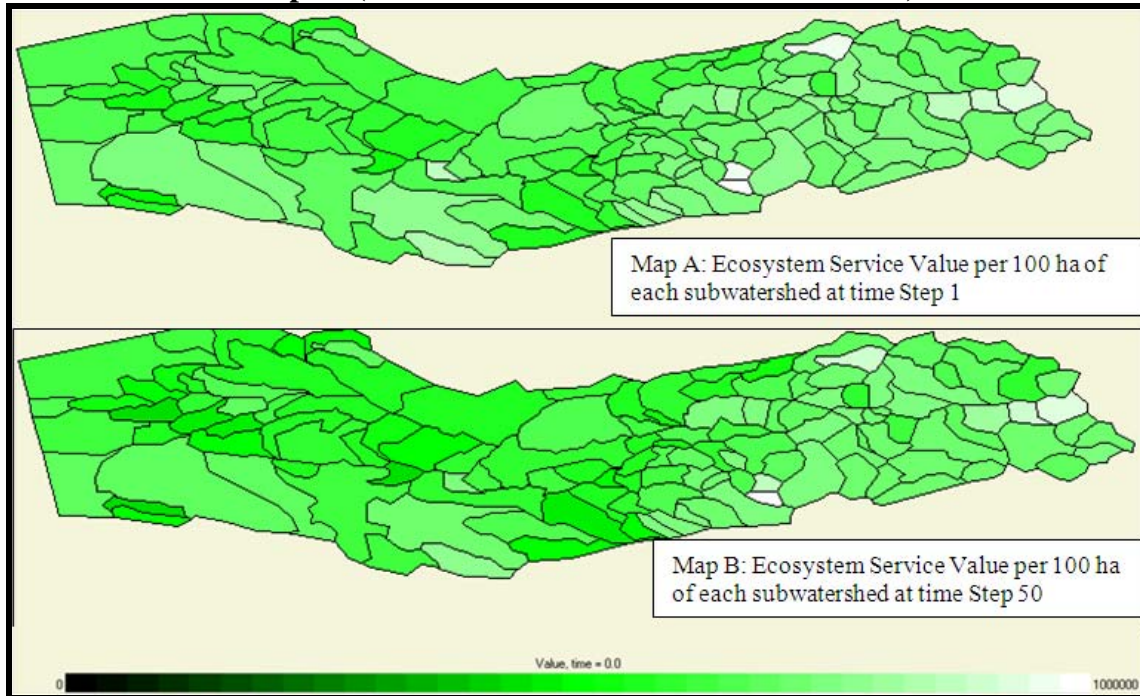 Map A: Ecosystem Service Value per 100 ha of
each subwatershed at time Step 1
Map B: Ecosystem Service Value per 100 ha
of each subwatershed at time Step 50
Value, time = 0.0
0
1000000